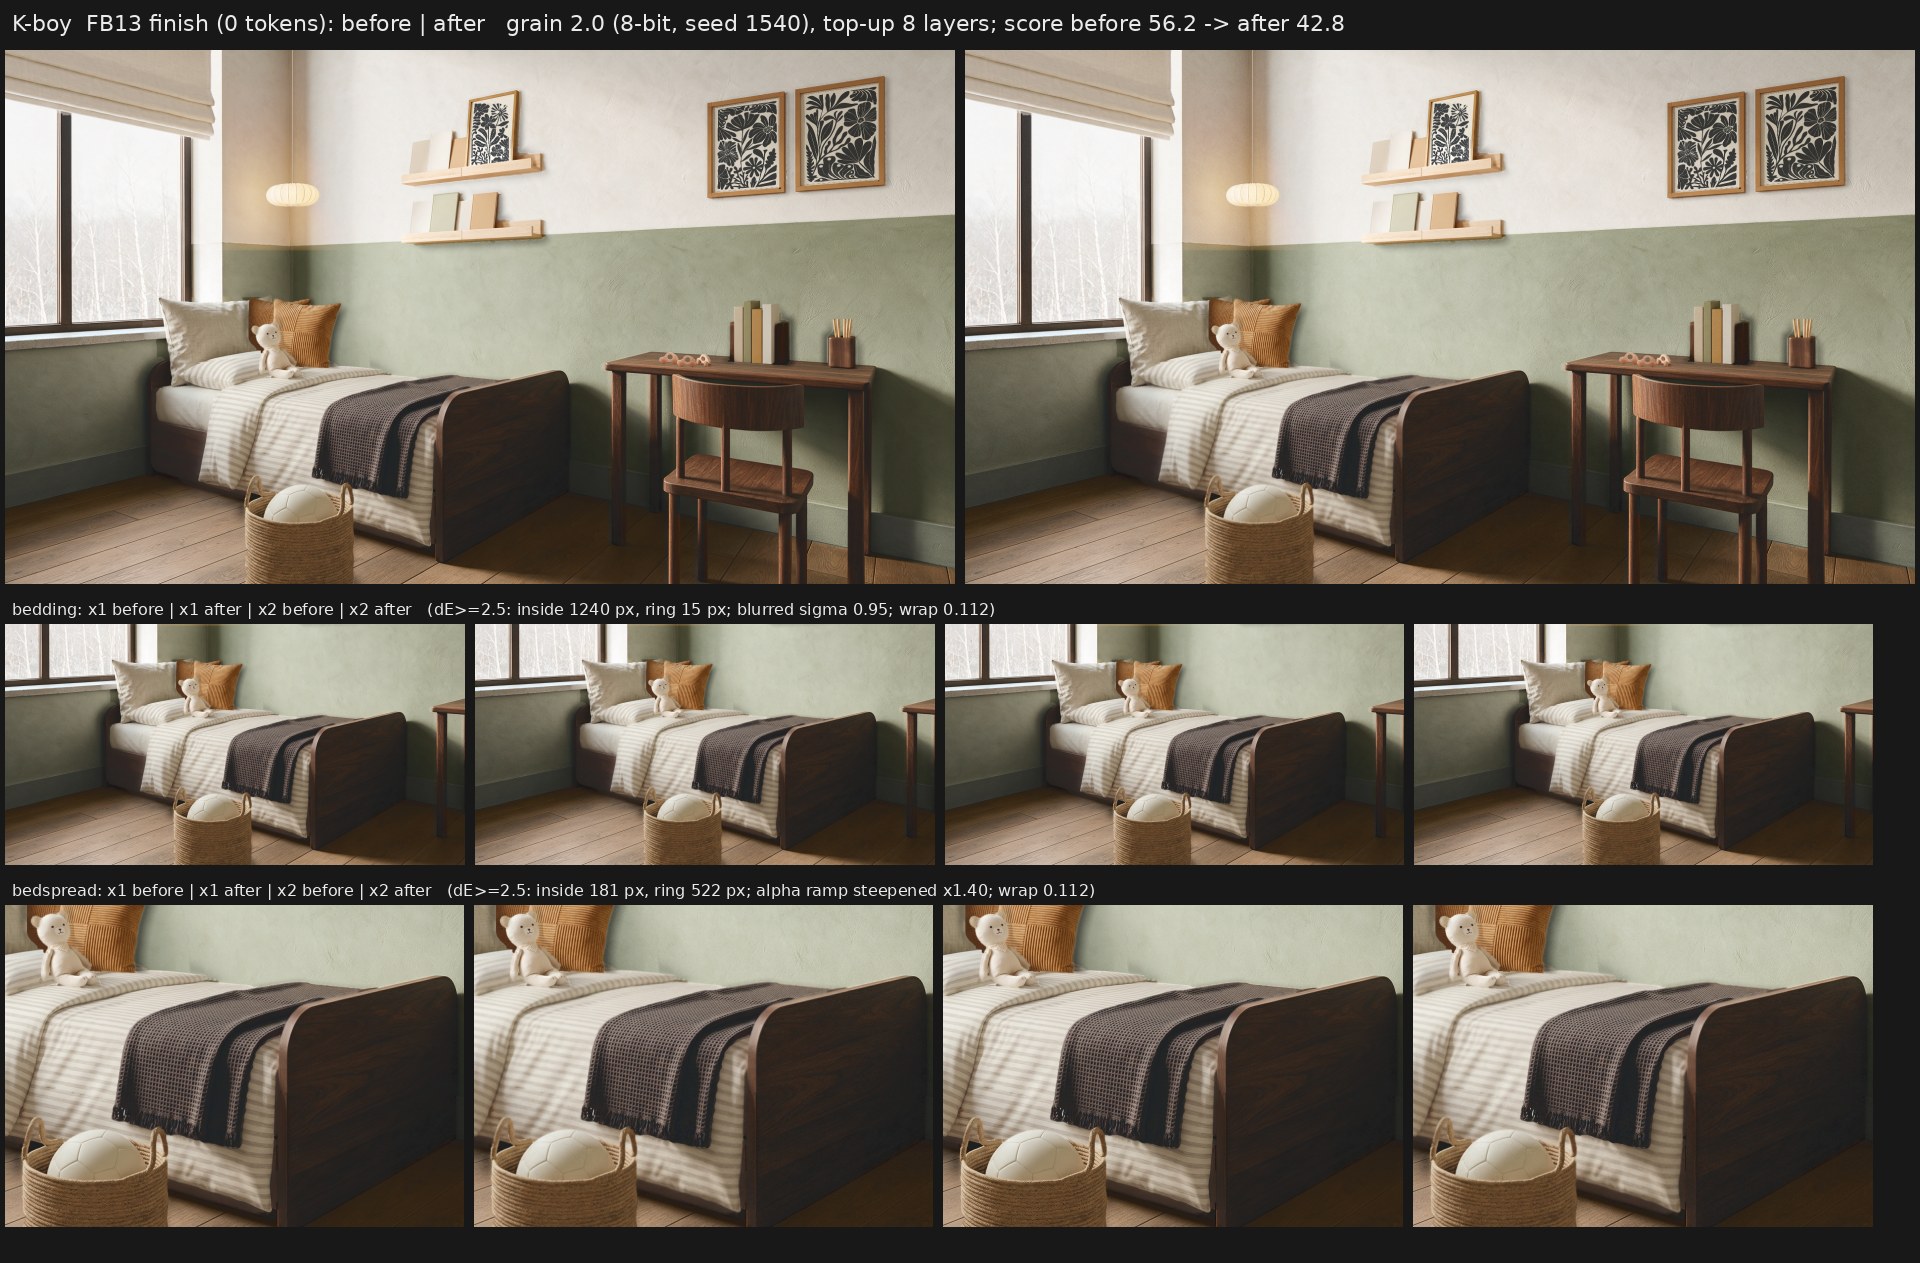 K-boy  FB13 finish (0 tokens): before | after   grain 2.0 (8-bit, seed 1540), top-up 8 layers; score before 56.2 -> after 42.8
bedding: x1 before | x1 after | x2 before | x2 after   (dE>=2.5: inside 1240 px, ring 15 px; blurred sigma 0.95; wrap 0.112)
bedspread: x1 before | x1 after | x2 before | x2 after   (dE>=2.5: inside 181 px, ring 522 px; alpha ramp steepened x1.40; wrap 0.112)